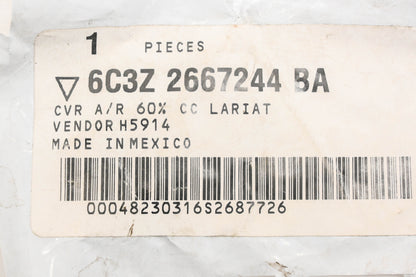 1 PIECES
6C3Z 2667244 BA
CVR A/R 60% CC LARIAT
VENDOR H5914
MADE IN MEXICO
00048230316S2687726